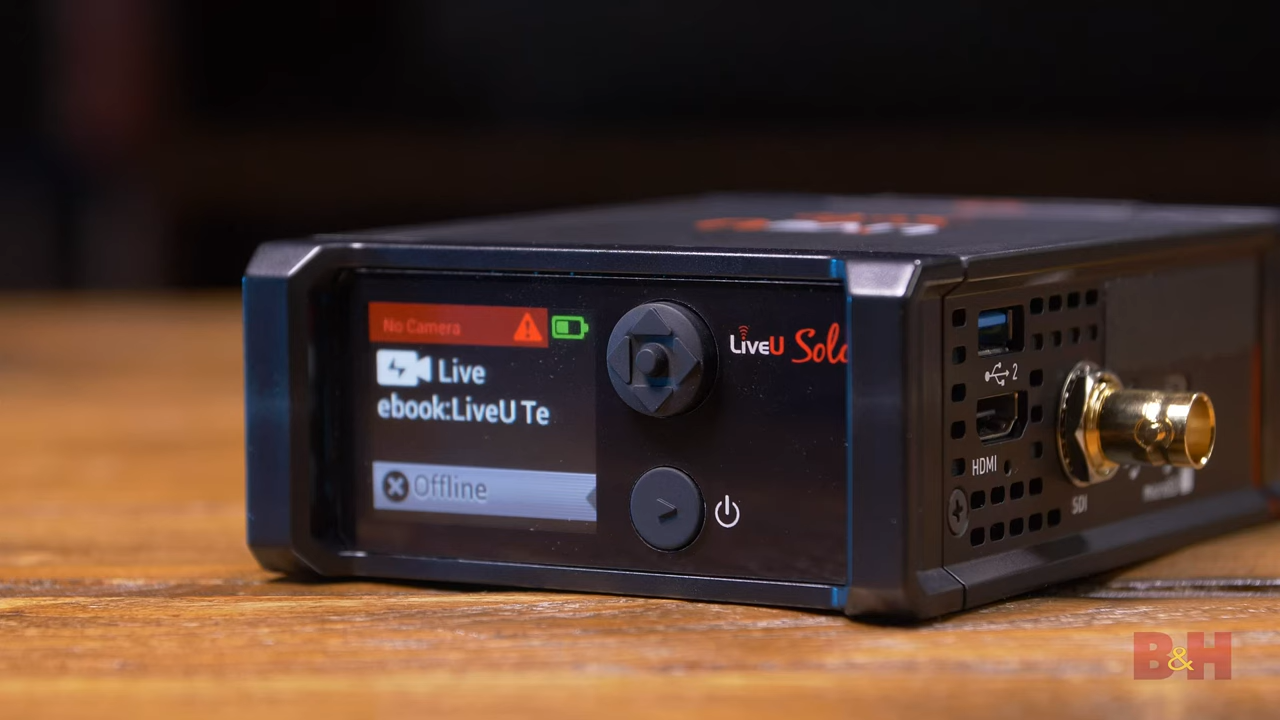 No Camera
Live
ebook:LiveU Te
Offline
LiveU Solo
2
HDMI
SDI
B&H